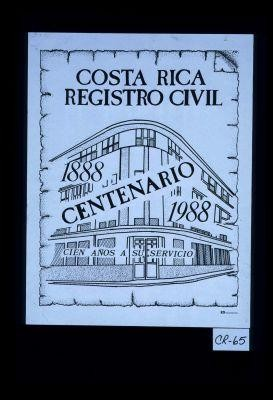 COSTA RICA
REGISTRO CIVIL
1888
CENTENARIO
1988
CIEN AÑOS A SU SERVICIO
CR-65